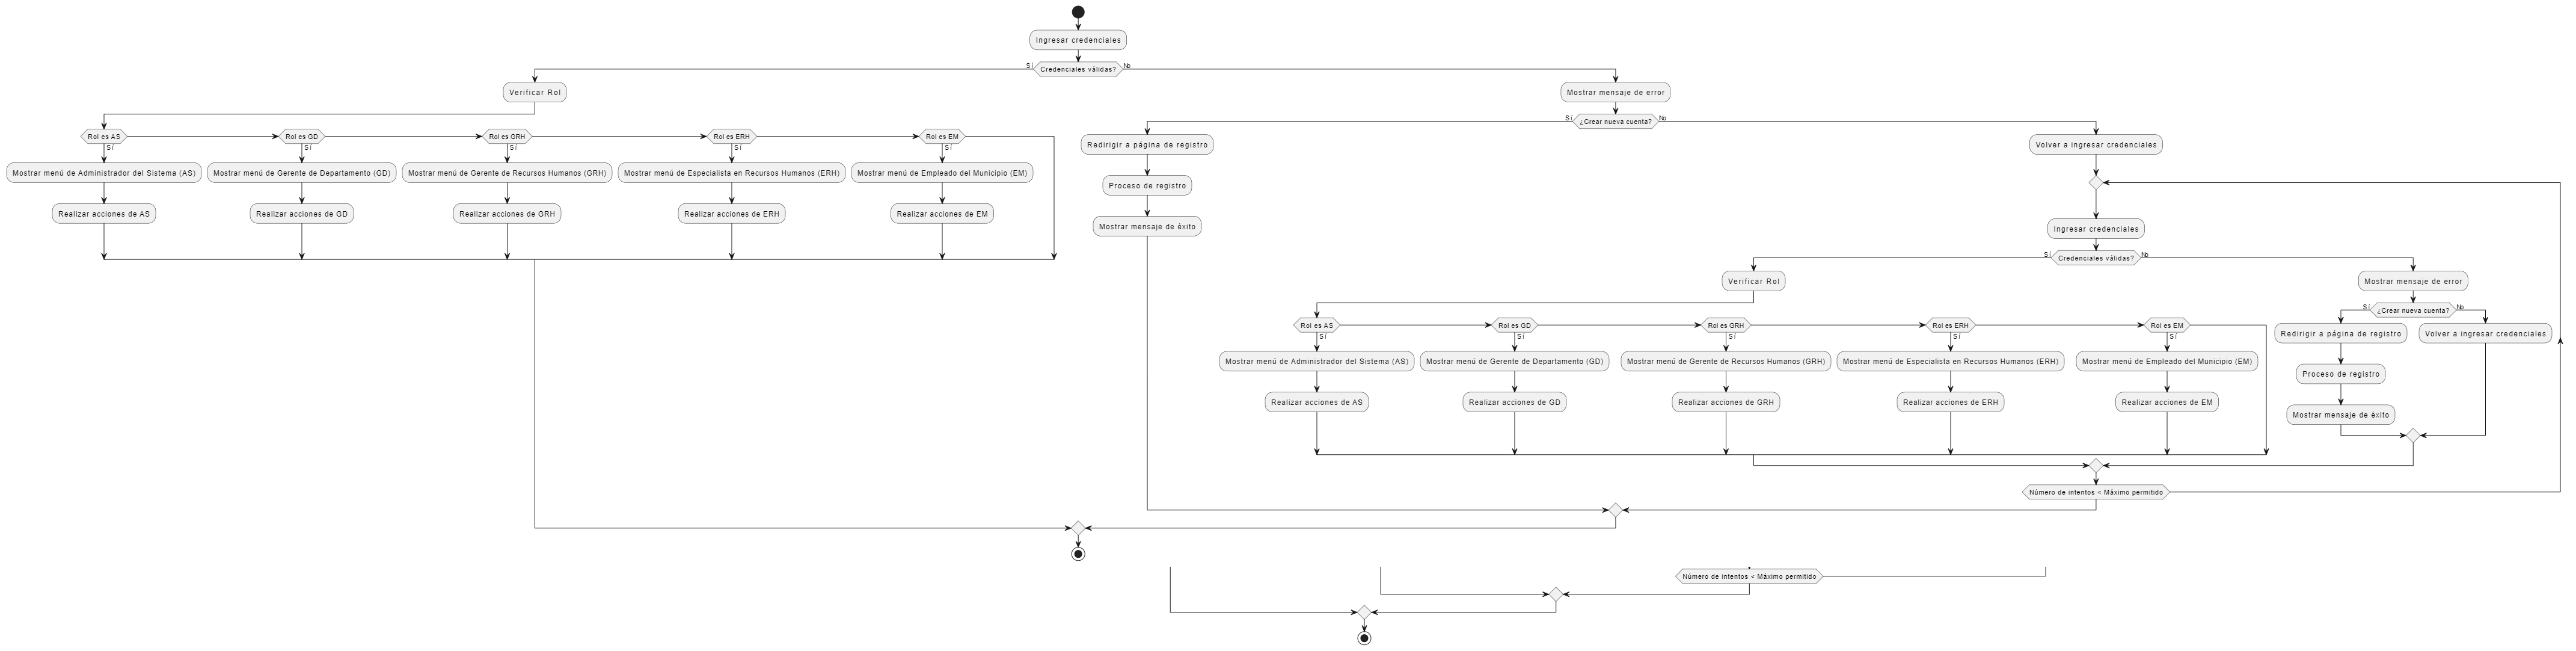 Ingresar credenciales
Sí
Credenciales válidas?
No
Verificar Rol
Mostrar mensaje de error
Sí
¿Crear nueva cuenta?
No
Rol es AS
Rol es GD
Rol es GRH
Rol es ERH
Rol es EM
Sí
Sí
Sí
Sí
Sí
Redirigir a página de registro
Volver a ingresar credenciales
Mostrar menú de Administrador del Sistema (AS)
Mostrar menú de Gerente de Departamento (GD)
Mostrar menú de Gerente de Recursos Humanos (GRH)
Mostrar menú de Especialista en Recursos Humanos (ERH)
Mostrar menú de Empleado del Municipio (EM)
Proceso de registro
Realizar acciones de AS
Realizar acciones de GD
Realizar acciones de GRH
Realizar acciones de ERH
Realizar acciones de EM
Mostrar mensaje de éxito
Ingresar credenciales
Sí
Credenciales válidas?
No
Verificar Rol
Mostrar mensaje de error
Sí
¿Crear nueva cuenta?
No
Rol es AS
Rol es GD
Rol es GRH
Rol es ERH
Rol es EM
Sí
Sí
Sí
Sí
Sí
Redirigir a página de registro
Volver a ingresar credenciales
Mostrar menú de Administrador del Sistema (AS)
Mostrar menú de Gerente de Departamento (GD)
Mostrar menú de Gerente de Recursos Humanos (GRH)
Mostrar menú de Especialista en Recursos Humanos (ERH)
Mostrar menú de Empleado del Municipio (EM)
Proceso de registro
Realizar acciones de AS
Realizar acciones de GD
Realizar acciones de GRH
Realizar acciones de ERH
Realizar acciones de EM
Mostrar mensaje de éxito
Número de intentos < Máximo permitido
Número de intentos < Máximo permitido